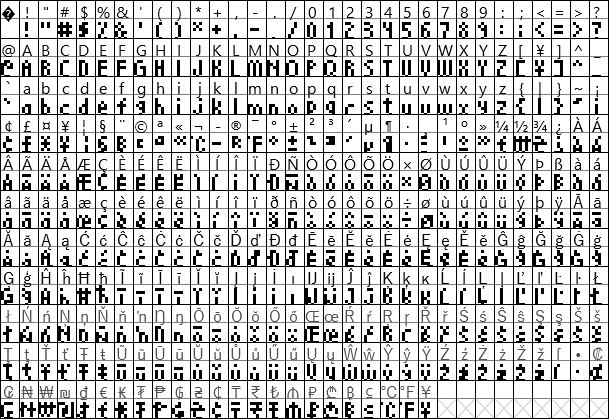 � ! " # $ % & ' ( ) * + , - . / 0 1 2 3 4 5 6 7 8 9 : ; < = > ?
@ A B C D E F G H I J K L M N O P Q R S T U V W X Y Z [ ¥ ] ^ _
` a b c d e f g h i j k l m n o p q r s t u v w x y z { | } ~ ¡
¢ £ ¤ ¥ ¦ § ¨ © ª « ¬ - ® ¯ ° ± ² ³ ´ µ ¶ · ¸ ¹ º » ¼ ½ ¾ ¿ À Á
Â Ã Ä Å Æ Ç È É Ê Ë Ì Í Î Ï Ð Ñ Ò Ó Ô Õ Ö × Ø Ù Ú Û Ü Ý Þ ß à á
â ã ä å æ ç è é ê ë ì í î ï ð ñ ò ó ô õ ö ÷ ø ù ú û ü ý þ ÿ Ā ā
Ă ă Ą ą Ć ć Ĉ ĉ Ċ ċ Č č Ď ď Đ đ Ē ē Ĕ ĕ Ė ė Ę ę Ě ě Ĝ ĝ Ğ ğ Ġ ġ
Ģ ģ Ĥ ĥ Ħ ħ Ĩ ĩ Ī ī Ĭ ĭ Į į İ ı Ĳ ĳ Ĵ ĵ Ķ ķ ĸ Ĺ ĺ Ļ ļ Ľ ľ Ŀ ŀ Ł
ł Ń ń Ņ ņ Ň ň ŉ Ŋ ŋ Ō ō Ŏ ŏ Ő ő Œ œ Ŕ ŕ Ŗ ŗ Ř ř Ś ś Ŝ ŝ Ş ş Š š
Ţ ţ Ť ť Ŧ ŧ Ũ ũ Ū ū Ŭ ŭ Ů ů Ű ű Ų ų Ŵ ŵ Ŷ ŷ Ÿ Ź ź Ż ż Ž ž ſ • ₡
₢ ₦ ₩ ₪ ₫ € ₭ ₮ ₱ ₲ ₴ ₵ ₸ ₹ ₺ ₼ ₽ ₾ ₿ ℃ ℉ ¥